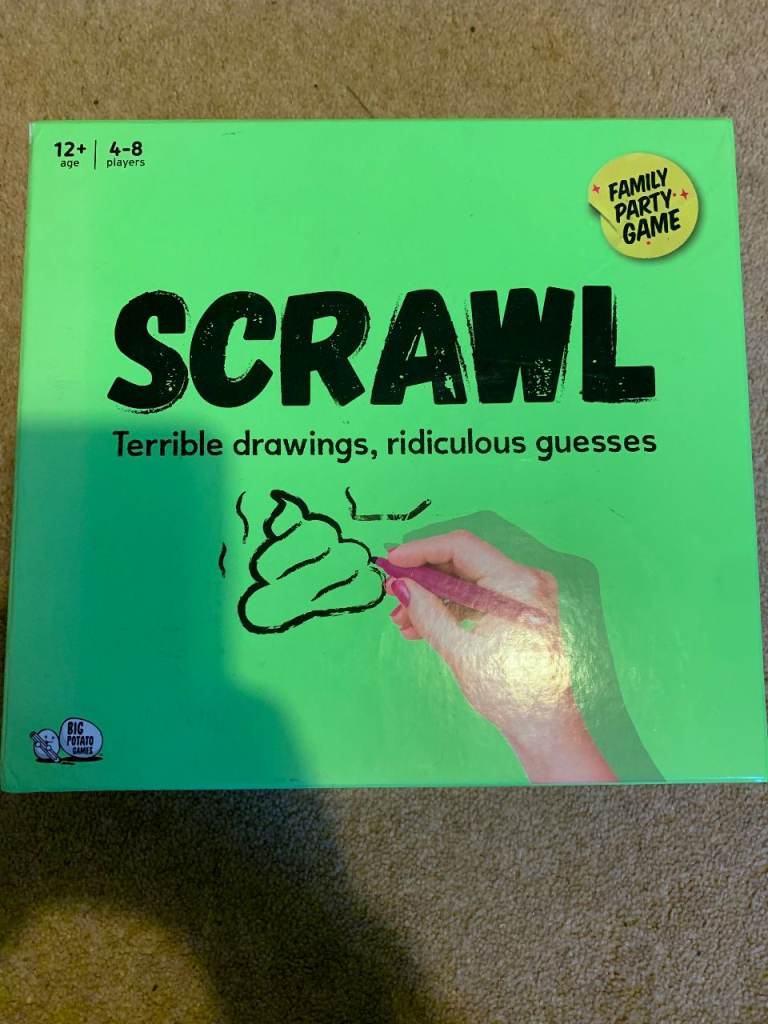 12+ | 4-8
age players
FAMILY
PARTY
GAME
SCRAWL
Terrible drawings, ridiculous guesses
BIG
POTATO
GAMES